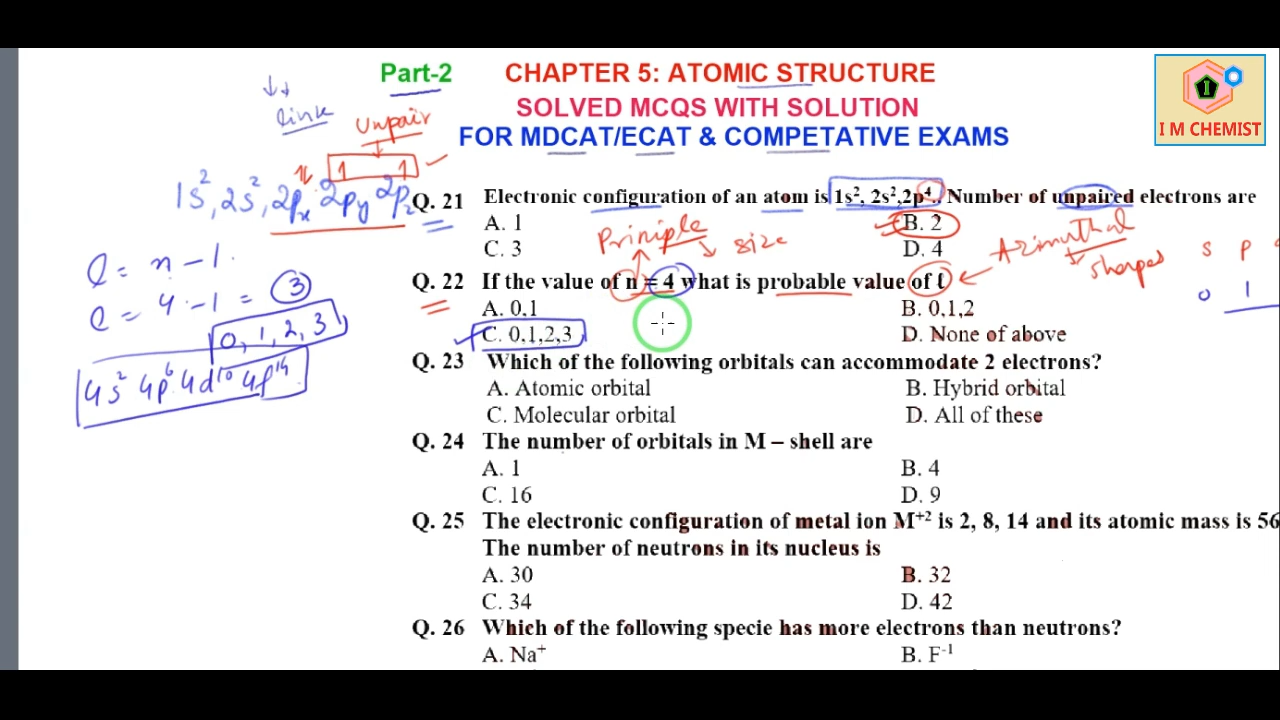 Part-2 CHAPTER 5: ATOMIC STRUCTURE
SOLVED MCQS WITH SOLUTION
FOR MDCAT/ECAT & COMPETATIVE EXAMS
I
I M CHEMIST
Unpair
1s², 2s², 2px 2py 2pz
Q. 21 Electronic configuration of an atom is 1s², 2s²,2p⁴.. Number of unpaired electrons are
A. 1 B. 2
C. 3 D. 4
Priniple size
Azimuthal shapes
s p
0 1
Q. 22 If the value of n = 4 what is probable value of ℓ
A. 0,1 B. 0,1,2
C. 0,1,2,3 D. None of above
ℓ = n - 1.
ℓ = 4 - 1 = 3
0, 1, 2, 3
4s² 4p⁶ 4d¹⁰ 4f¹⁴
Q. 23 Which of the following orbitals can accommodate 2 electrons?
A. Atomic orbital B. Hybrid orbital
C. Molecular orbital D. All of these
Q. 24 The number of orbitals in M – shell are
A. 1 B. 4
C. 16 D. 9
Q. 25 The electronic configuration of metal ion M⁺² is 2, 8, 14 and its atomic mass is 56
The number of neutrons in its nucleus is
A. 30 B. 32
C. 34 D. 42
Q. 26 Which of the following specie has more electrons than neutrons?
A. Na⁺ B. F⁻¹